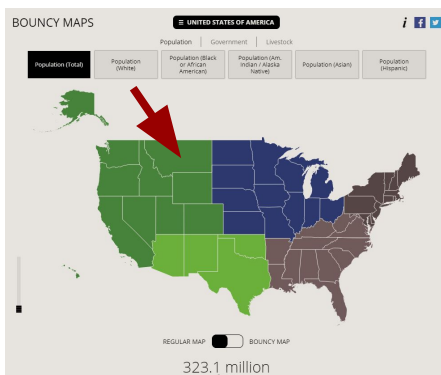 BOUNCY MAPS
≡ UNITED STATES OF AMERICA
i f
Population | Government | Livestock
Population (Total)
Population
(White)
Population (Black
or African
American)
Population (Am.
Indian / Alaska
Native)
Population (Asian)
Population
(Hispanic)
REGULAR MAP BOUNCY MAP
323.1 million